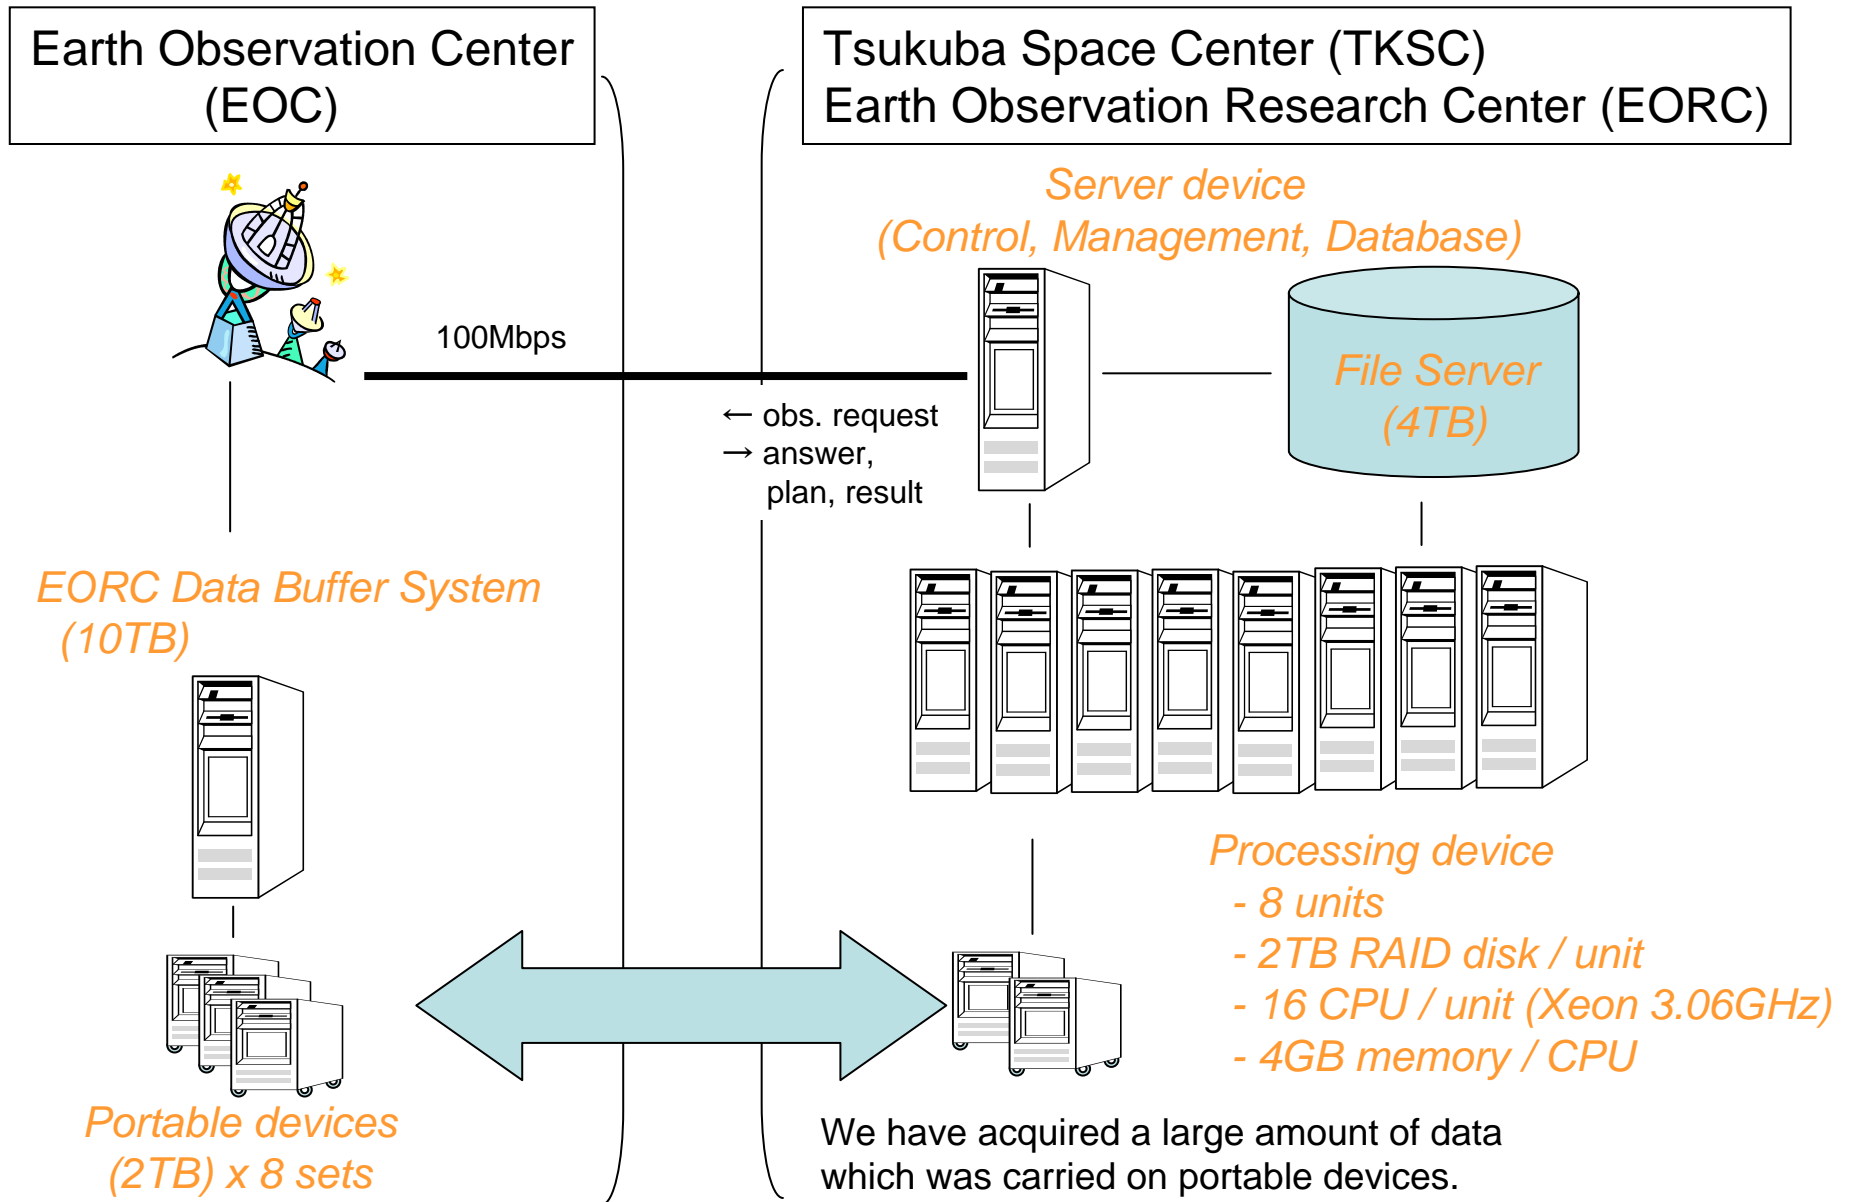 Earth Observation Center
(EOC)
Tsukuba Space Center (TKSC)
Earth Observation Research Center (EORC)
Server device
(Control, Management, Database)
100Mbps
File Server
(4TB)
← obs. request
→ answer,
plan, result
EORC Data Buffer System
(10TB)
Processing device
- 8 units
- 2TB RAID disk / unit
- 16 CPU / unit (Xeon 3.06GHz)
- 4GB memory / CPU
Portable devices
(2TB) x 8 sets
We have acquired a large amount of data
which was carried on portable devices.